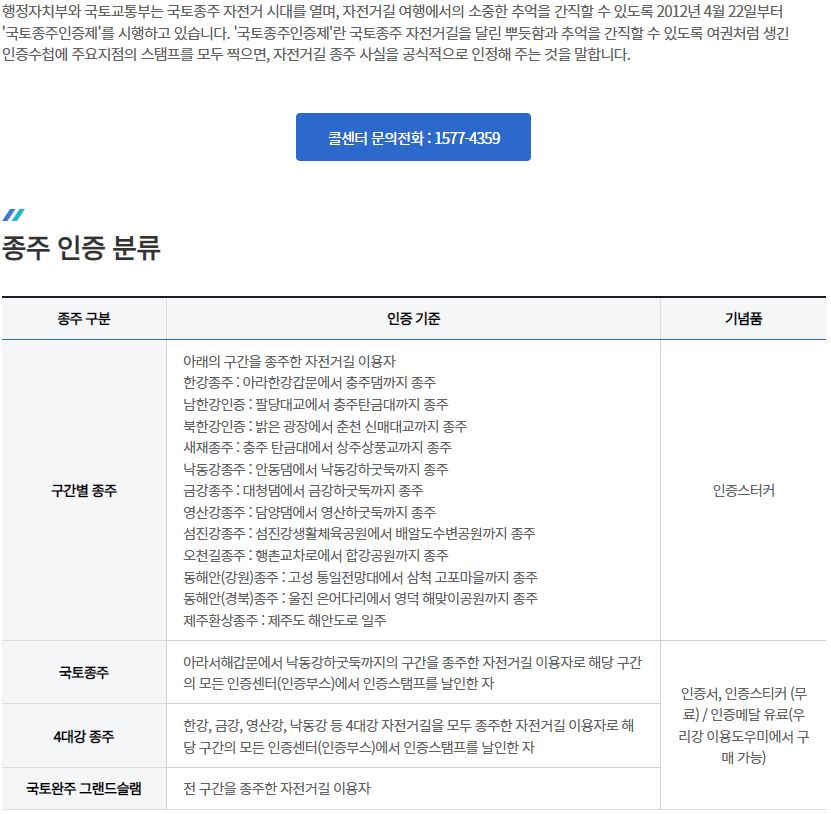 행정자치부와 국토교통부는 국토종주 자전거 시대를 열며, 자전거길 여행에서의 소중한 추억을 간직할 수 있도록 2012년 4월 22일부터
'국토종주인증제'를 시행하고 있습니다. '국토종주인증제'란 국토종주 자전거길을 달린 뿌듯함과 추억을 간직할 수 있도록 여권처럼 생긴
인증수첩에 주요지점의 스탬프를 모두 찍으면, 자전거길 종주 사실을 공식적으로 인정해 주는 것을 말합니다.
콜센터 문의전화 : 1577-4359
종주 인증 분류
종주 구분 인증 기준 기념품
구간별 종주
아래의 구간을 종주한 자전거길 이용자
한강종주 : 아라한강갑문에서 충주댐까지 종주
남한강인증 : 팔당대교에서 충주탄금대까지 종주
북한강인증 : 밝은 광장에서 춘천 신매대교까지 종주
새재종주 : 충주 탄금대에서 상주상풍교까지 종주
낙동강종주 : 안동댐에서 낙동강하굿둑까지 종주
금강종주 : 대청댐에서 금강하굿둑까지 종주
영산강종주 : 담양댐에서 영산하굿둑까지 종주
섬진강종주 : 섬진강생활체육공원에서 배알도수변공원까지 종주
오천길종주 : 행촌교차로에서 합강공원까지 종주
동해안(강원)종주 : 고성 통일전망대에서 삼척 고포마을까지 종주
동해안(경북)종주 : 울진 은어다리에서 영덕 해맞이공원까지 종주
제주환상종주 : 제주도 해안도로 일주
인증스터커
국토종주
아라서해갑문에서 낙동강하굿둑까지의 구간을 종주한 자전거길 이용자로 해당 구간
의 모든 인증센터(인증부스)에서 인증스탬프를 날인한 자
4대강 종주
한강, 금강, 영산강, 낙동강 등 4대강 자전거길을 모두 종주한 자전거길 이용자로 해
당 구간의 모든 인증센터(인증부스)에서 인증스탬프를 날인한 자
국토완주 그랜드슬램
전 구간을 종주한 자전거길 이용자
인증서, 인증스티커 (무
료) / 인증메달 유료(우
리강 이용도우미에서 구
매 가능)